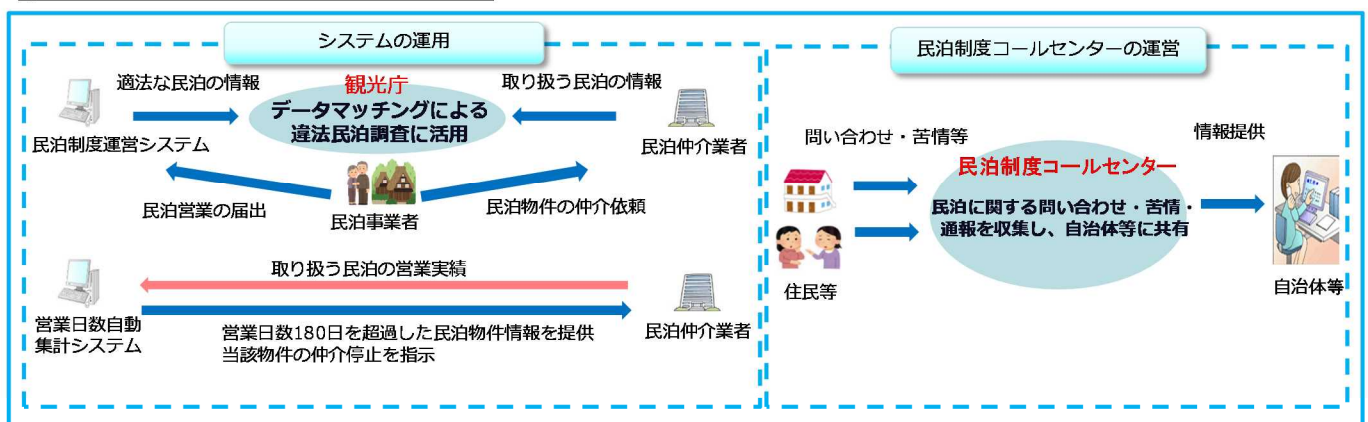 システムの運用
適法な民泊の情報
観光庁
取り扱う民泊の情報
データマッチングによる
違法民泊調査に活用
民泊制度運営システム
民泊仲介業者
民泊営業の届出
民泊事業者
民泊物件の仲介依頼
取り扱う民泊の営業実績
営業日数自動
集計システム
営業日数180日を超過した民泊物件情報を提供
当該物件の仲介停止を指示
民泊仲介業者
民泊制度コールセンターの運営
問い合わせ・苦情等
情報提供
民泊制度コールセンター
民泊に関する問い合わせ・苦情・
通報を収集し、自治体等に共有
住民等
自治体等